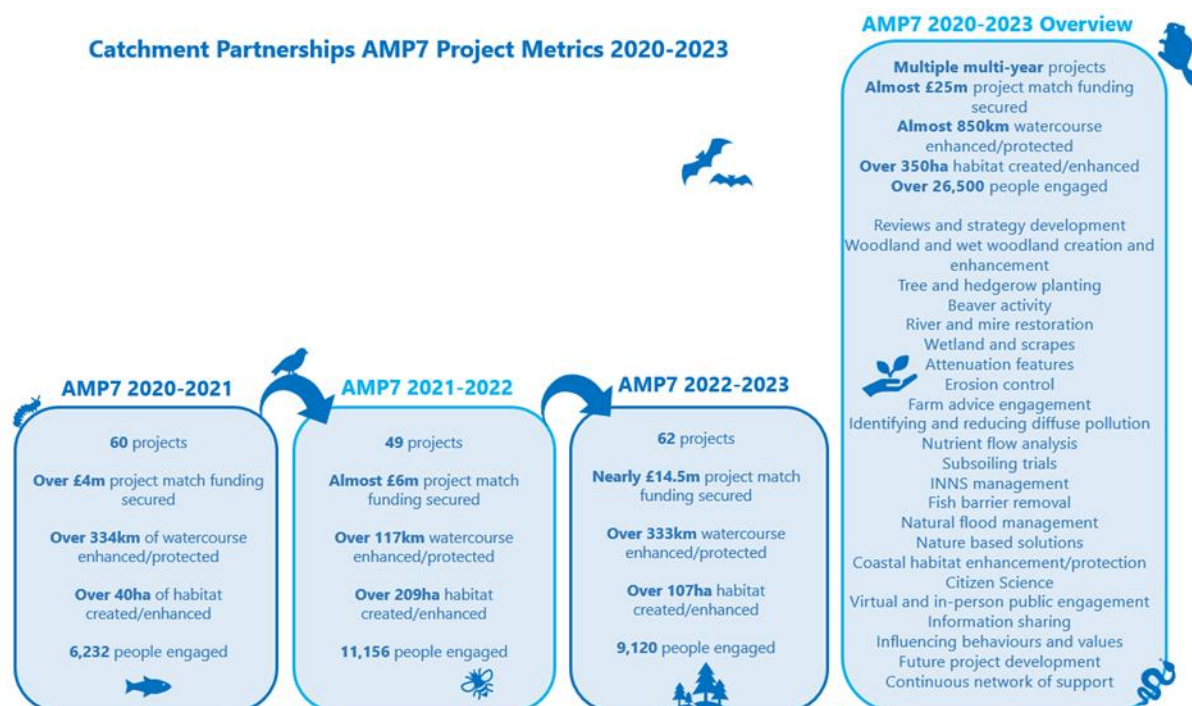 Catchment Partnerships AMP7 Project Metrics 2020-2023
AMP7 2020-2021
60 projects
Over £4m project match funding
secured
Over 334km of watercourse
enhanced/protected
Over 40ha of habitat
created/enhanced
6,232 people engaged
AMP7 2021-2022
49 projects
Almost £6m project match
funding secured
Over 117km watercourse
enhanced/protected
Over 209ha habitat
created/enhanced
11,156 people engaged
AMP7 2022-2023
62 projects
Nearly £14.5m project match
funding secured
Over 333km watercourse
enhanced/protected
Over 107ha habitat
created/enhanced
9,120 people engaged
AMP7 2020-2023 Overview
Multiple multi-year projects
Almost £25m project match funding
secured
Almost 850km watercourse
enhanced/protected
Over 350ha habitat created/enhanced
Over 26,500 people engaged
Reviews and strategy development
Woodland and wet woodland creation and
enhancement
Tree and hedgerow planting
Beaver activity
River and mire restoration
Wetland and scrapes
Attenuation features
Erosion control
Farm advice engagement
Identifying and reducing diffuse pollution
Nutrient flow analysis
Subsoiling trials
INNS management
Fish barrier removal
Natural flood management
Nature based solutions
Coastal habitat enhancement/protection
Citizen Science
Virtual and in-person public engagement
Information sharing
Influencing behaviours and values
Future project development
Continuous network of support